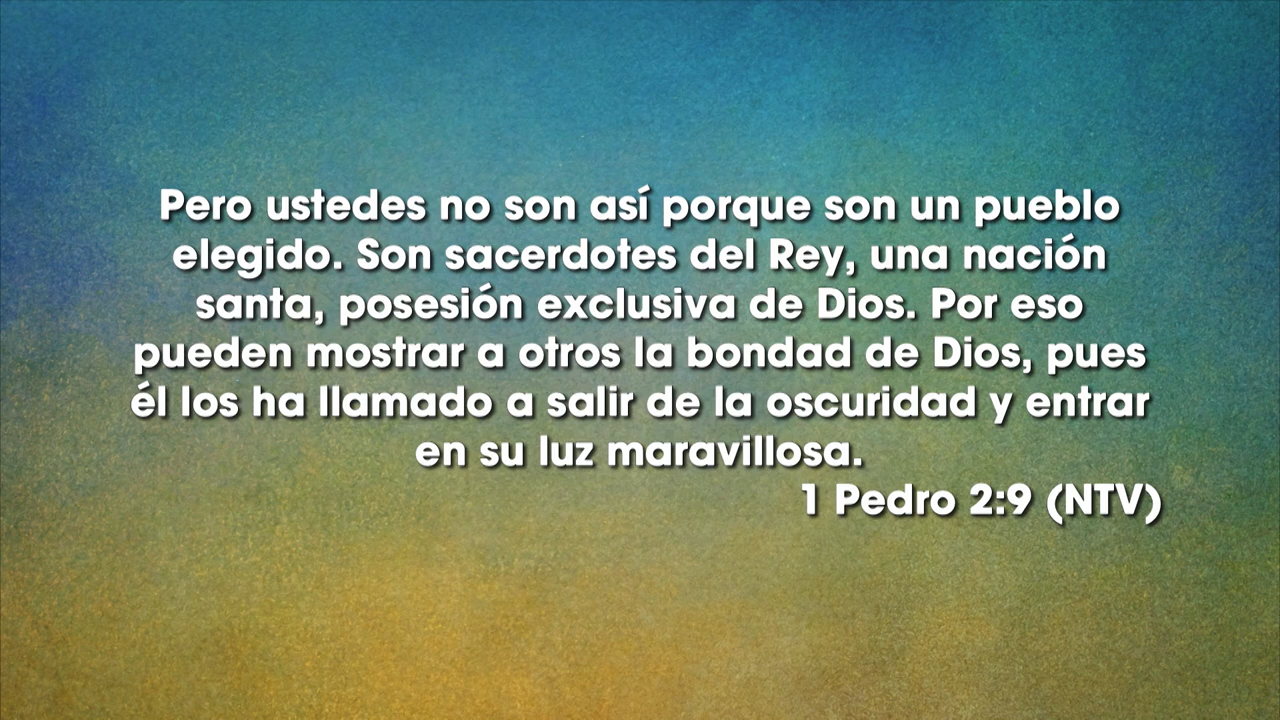 Pero ustedes no son así porque son un pueblo
elegido. Son sacerdotes del Rey, una nación
santa, posesión exclusiva de Dios. Por eso
pueden mostrar a otros la bondad de Dios, pues
él los ha llamado a salir de la oscuridad y entrar
en su luz maravillosa.
1 Pedro 2:9 (NTV)